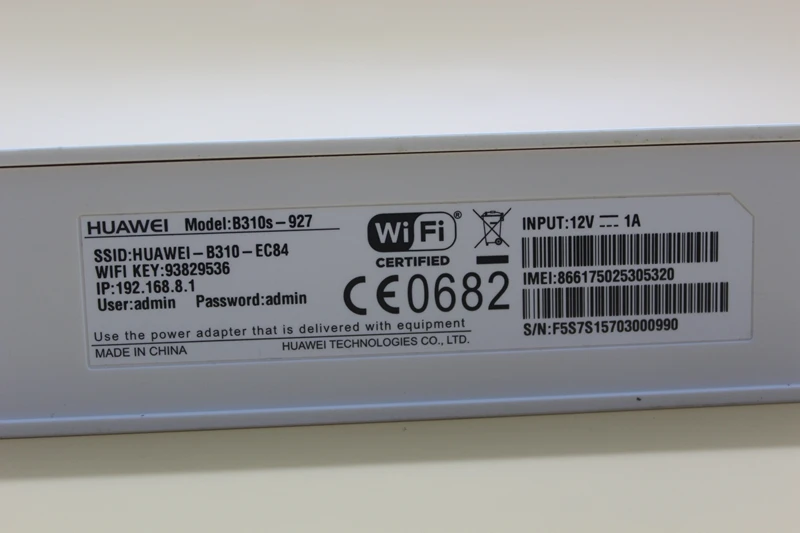 HUAWEI Model:B310s-927
SSID:HUAWEI-B310-EC84
WIFI KEY:93829536
IP:192.168.8.1
User:admin Password:admin
Use the power adapter that is delivered with equipment
MADE IN CHINA HUAWEI TECHNOLOGIES CO., LTD.
WiFi®
CERTIFIED
CE0682
INPUT:12V ⎓ 1A
IMEI:866175025305320
S/N:F5S7S15703000990